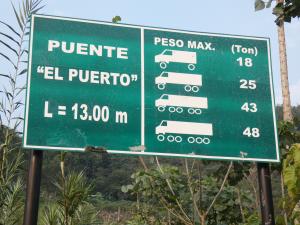 PUENTE
"EL PUERTO"
L = 13.00 m
PESO MAX. (Ton)
18
25
43
48